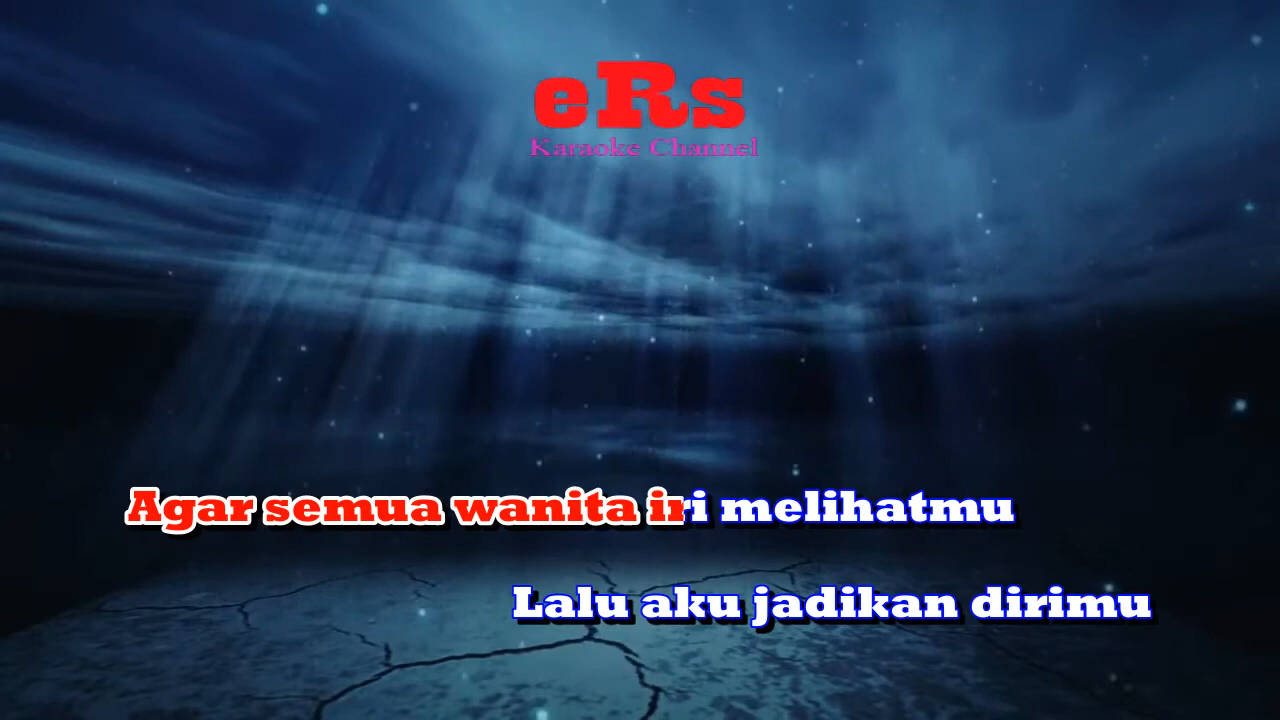 eRs
Karaoke Channel
Agar semua wanita iri melihatmu
Lalu aku jadikan dirimu